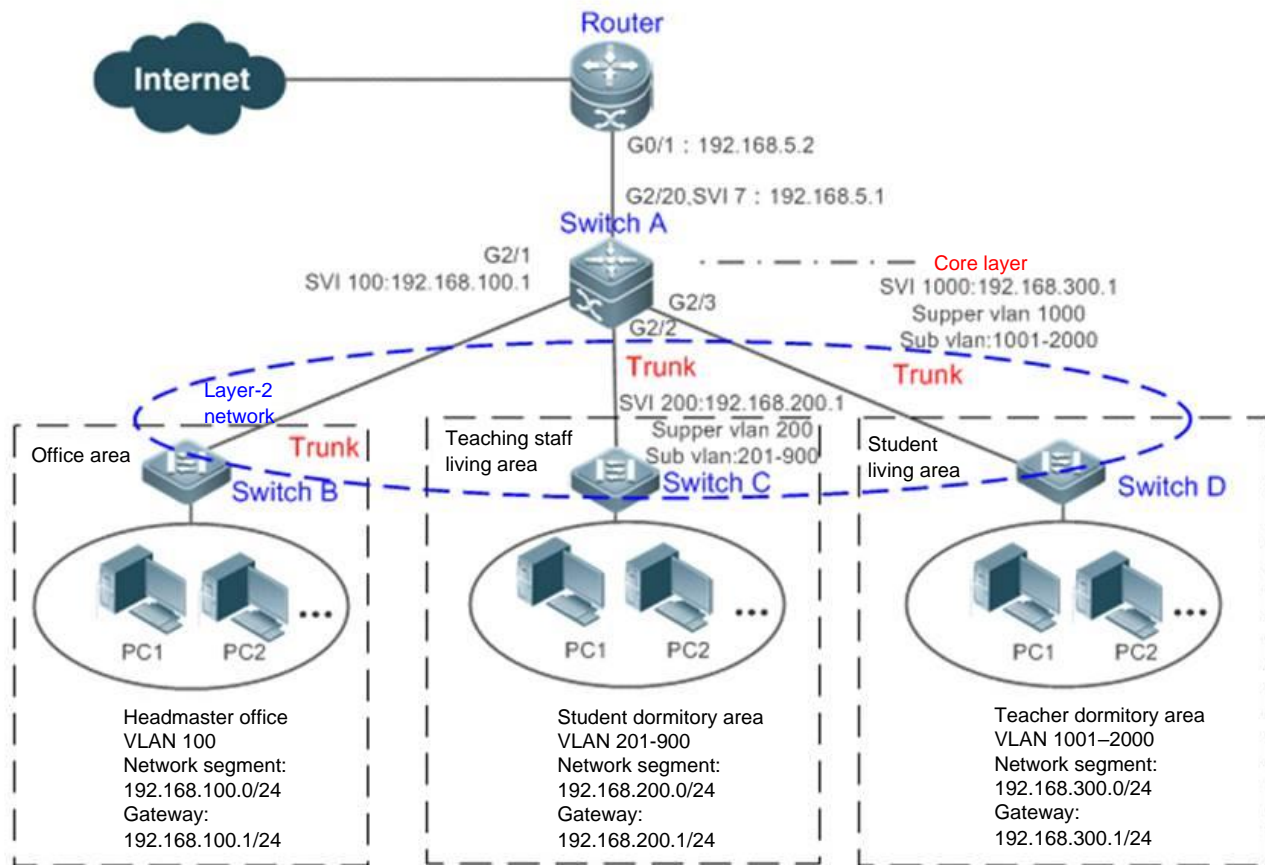 Router
Internet
G0/1：192.168.5.2
G2/20,SVI 7：192.168.5.1
Switch A
G2/1
SVI 100:192.168.100.1
Core layer
SVI 1000:192.168.300.1
Supper vlan 1000
Sub vlan:1001-2000
G2/3
G2/2
Trunk
Trunk
Layer-2
network
SVI 200:192.168.200.1
Supper vlan 200
Sub vlan:201-900
Office area
Trunk
Switch B
Teaching staff
living area
Switch C
Student
living area
Switch D
PC1
PC2
...
PC1
PC2
...
PC1
PC2
...
Headmaster office
VLAN 100
Network segment:
192.168.100.0/24
Gateway:
192.168.100.1/24
Student dormitory area
VLAN 201-900
Network segment:
192.168.200.0/24
Gateway:
192.168.200.1/24
Teacher dormitory area
VLAN 1001–2000
Network segment:
192.168.300.0/24
Gateway:
192.168.300.1/24